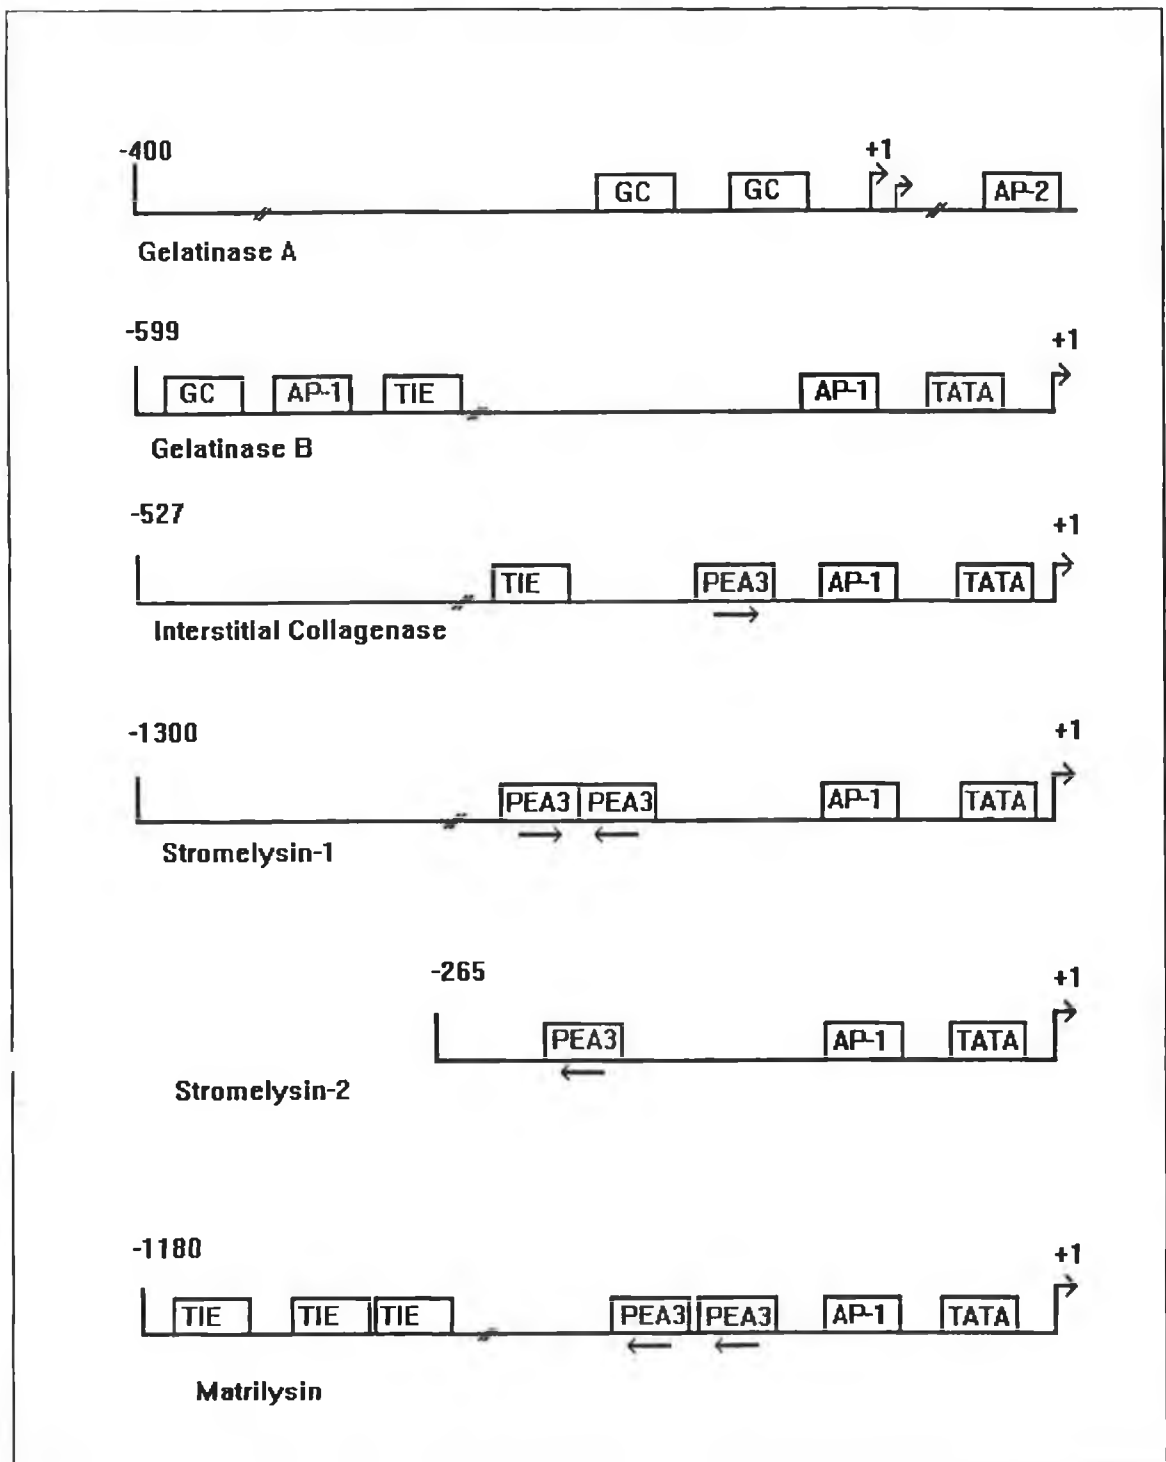 -400 +1
GC GC AP-2
Gelatinase A
-599 +1
GC AP-1 TIE AP-1 TATA
Gelatinase B
-527 +1
TIE PEA3 AP-1 TATA
Interstitial Collagenase
-1300 +1
PEA3 PEA3 AP-1 TATA
Stromelysin-1
-265 +1
PEA3 AP-1 TATA
Stromelysin-2
-1180 +1
TIE TIE TIE PEA3 PEA3 AP-1 TATA
Matrilysin